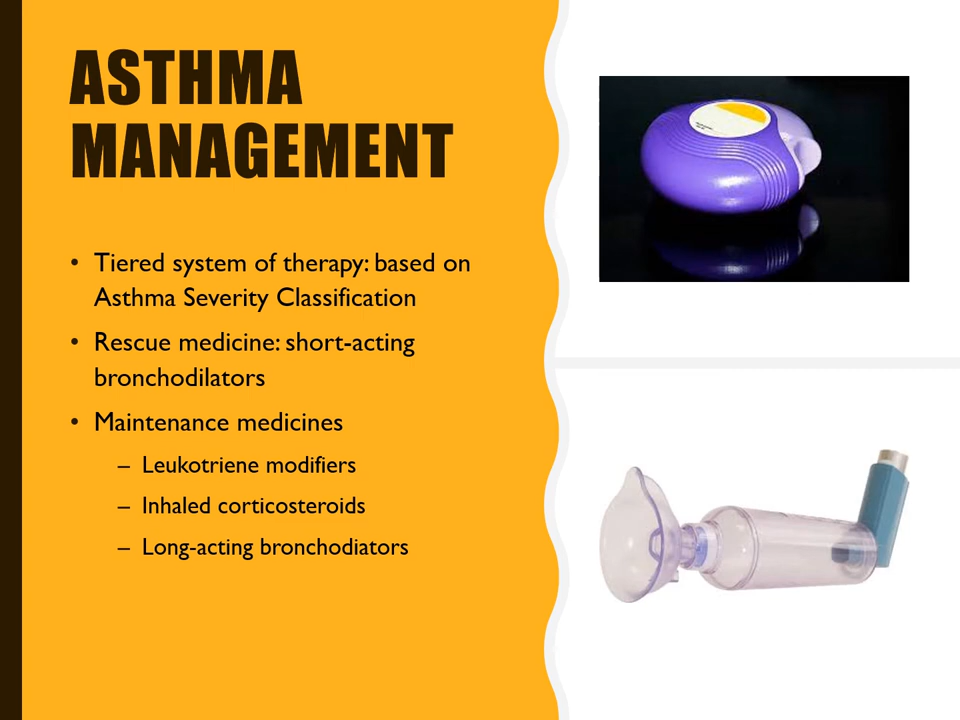 ASTHMA
MANAGEMENT
• Tiered system of therapy: based on
Asthma Severity Classification
• Rescue medicine: short-acting
bronchodilators
• Maintenance medicines
– Leukotriene modifiers
– Inhaled corticosteroids
– Long-acting bronchodiators